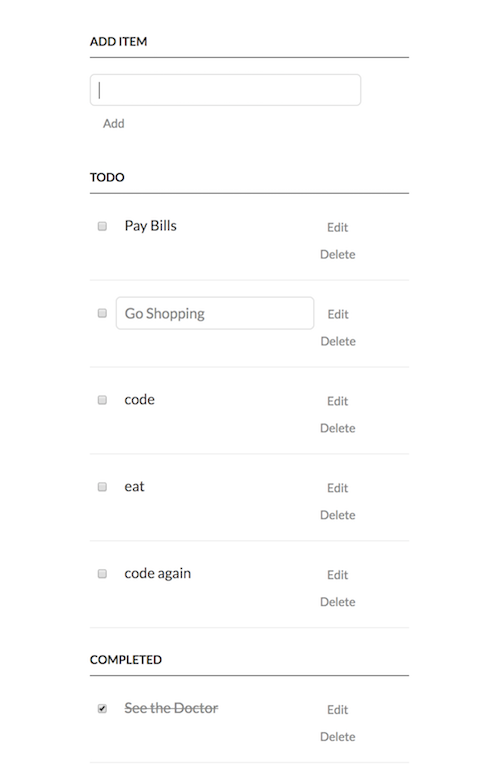 ADD ITEM
Add
TODO
Pay Bills
Edit
Delete
Go Shopping
Edit
Delete
code
Edit
Delete
eat
Edit
Delete
code again
Edit
Delete
COMPLETED
See the Doctor
Edit
Delete